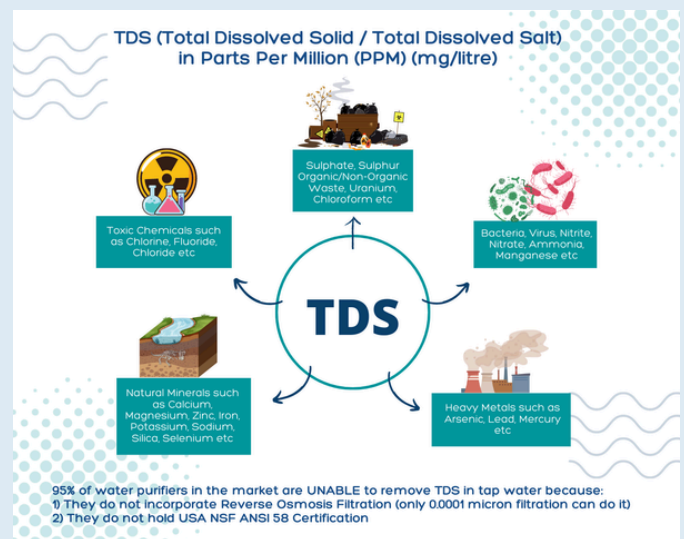 TDS (Total Dissolved Solid / Total Dissolved Salt)
in Parts Per Million (PPM) (mg/litre)
Sulphate, Sulphur
Organic/Non-Organic
Waste, Uranium,
Chloroform etc
Toxic Chemicals such
as Chlorine, Fluoride,
Chloride etc
Bacteria, Virus, Nitrite,
Nitrate, Ammonia,
Manganese etc
TDS
Natural Minerals such
as Calcium,
Magnesium, Zinc, Iron,
Potassium, Sodium,
Silica, Selenium etc
Heavy Metals such as
Arsenic, Lead, Mercury
etc
95% of water purifiers in the market are UNABLE to remove TDS in tap water because:
1) They do not incorporate Reverse Osmosis Filtration (only 0.0001 micron filtration can do it)
2) They do not hold USA NSF ANSI 58 Certification